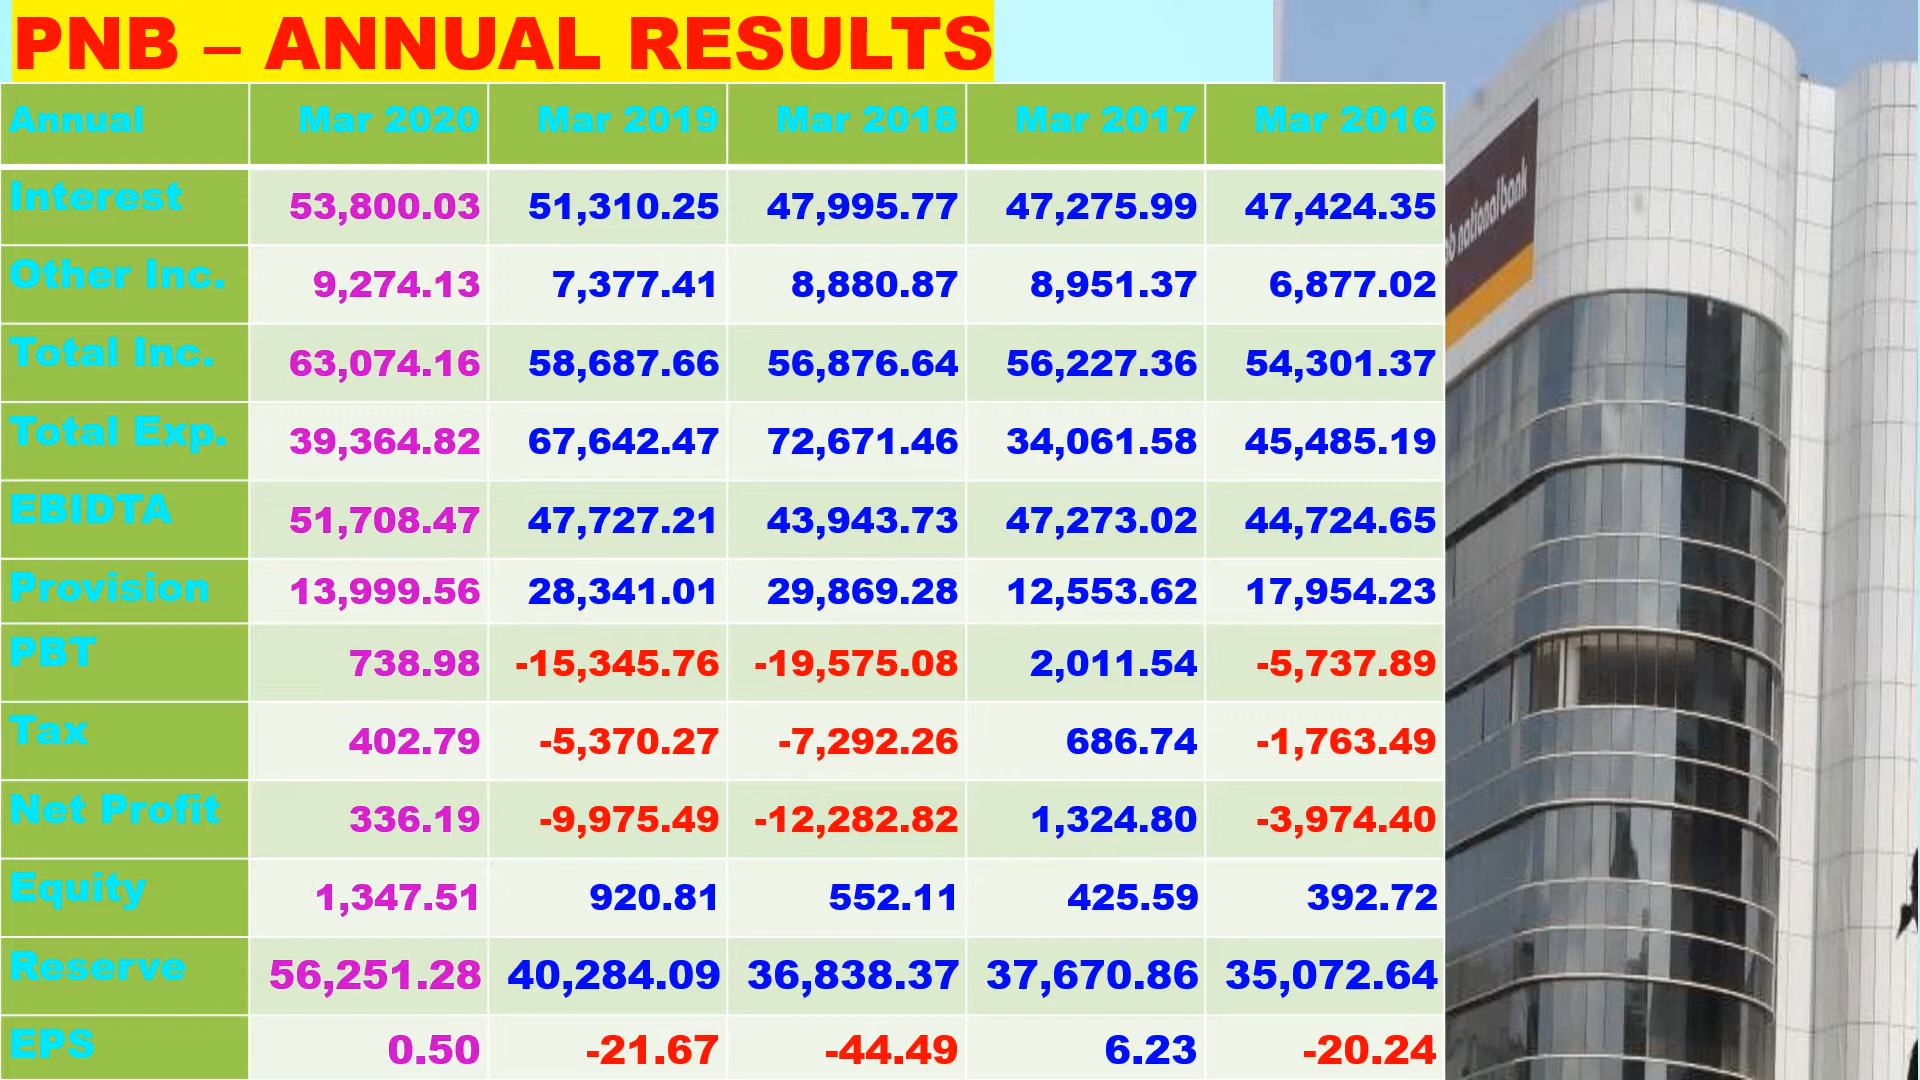 PNB – ANNUAL RESULTS
Annual Mar 2020 Mar 2019 Mar 2018 Mar 2017 Mar 2016
Interest 53,800.03 51,310.25 47,995.77 47,275.99 47,424.35
Other Inc. 9,274.13 7,377.41 8,880.87 8,951.37 6,877.02
Total Inc. 63,074.16 58,687.66 56,876.64 56,227.36 54,301.37
Total Exp. 39,364.82 67,642.47 72,671.46 34,061.58 45,485.19
EBIDTA 51,708.47 47,727.21 43,943.73 47,273.02 44,724.65
Provision 13,999.56 28,341.01 29,869.28 12,553.62 17,954.23
PBT 738.98 -15,345.76 -19,575.08 2,011.54 -5,737.89
Tax 402.79 -5,370.27 -7,292.26 686.74 -1,763.49
Net Profit 336.19 -9,975.49 -12,282.82 1,324.80 -3,974.40
Equity 1,347.51 920.81 552.11 425.59 392.72
Reserve 56,251.28 40,284.09 36,838.37 37,670.86 35,072.64
EPS 0.50 -21.67 -44.49 6.23 -20.24
national bank